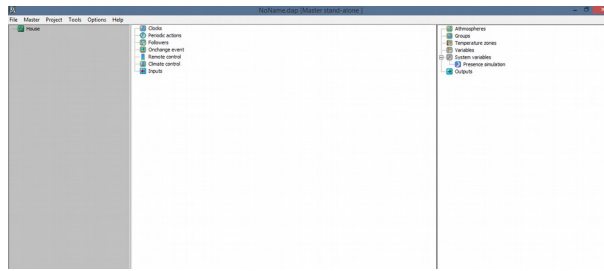 NoName.dap [Master stand-alone ]
File Master Project Tools Options Help
House
Clocks
Periodic actions
Followers
Onchange event
Remote control
Climate control
Inputs
Athmospheres
Groups
Temperature zones
Variables
System variables
Presence simulation
Outputs